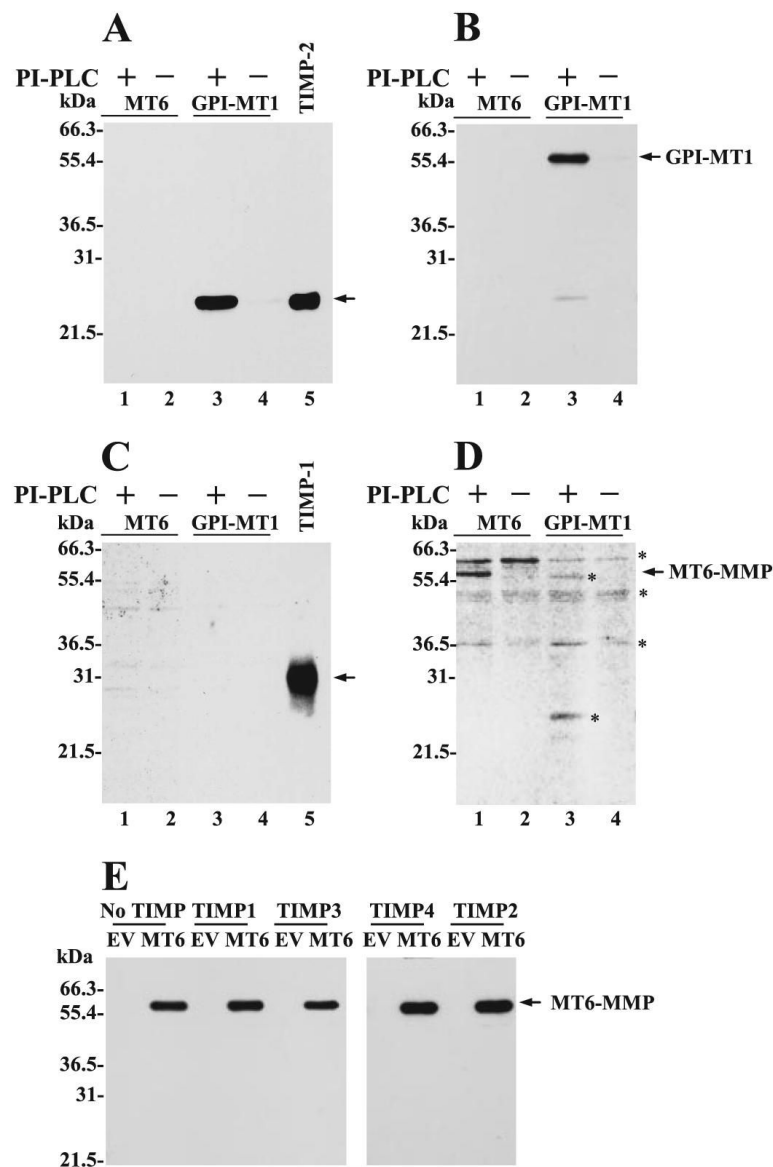 A
PI-PLC + − + − TIMP-2
kDa MT6 GPI-MT1
66.3-
55.4-
36.5-
31-
21.5-
1 2 3 4 5
B
PI-PLC + − + −
kDa MT6 GPI-MT1
66.3-
55.4- GPI-MT1
36.5-
31-
21.5-
1 2 3 4
C
PI-PLC + − + − TIMP-1
kDa MT6 GPI-MT1
66.3-
55.4-
36.5-
31-
21.5-
1 2 3 4 5
D
PI-PLC + − + −
kDa MT6 GPI-MT1
66.3- *
MT6-MMP
55.4- *
*
36.5- *
31-
*
21.5-
1 2 3 4
E
No TIMP TIMP1 TIMP3 TIMP4 TIMP2
EV MT6 EV MT6 EV MT6 EV MT6 EV MT6
kDa
66.3-
55.4- MT6-MMP
36.5-
31-
21.5-